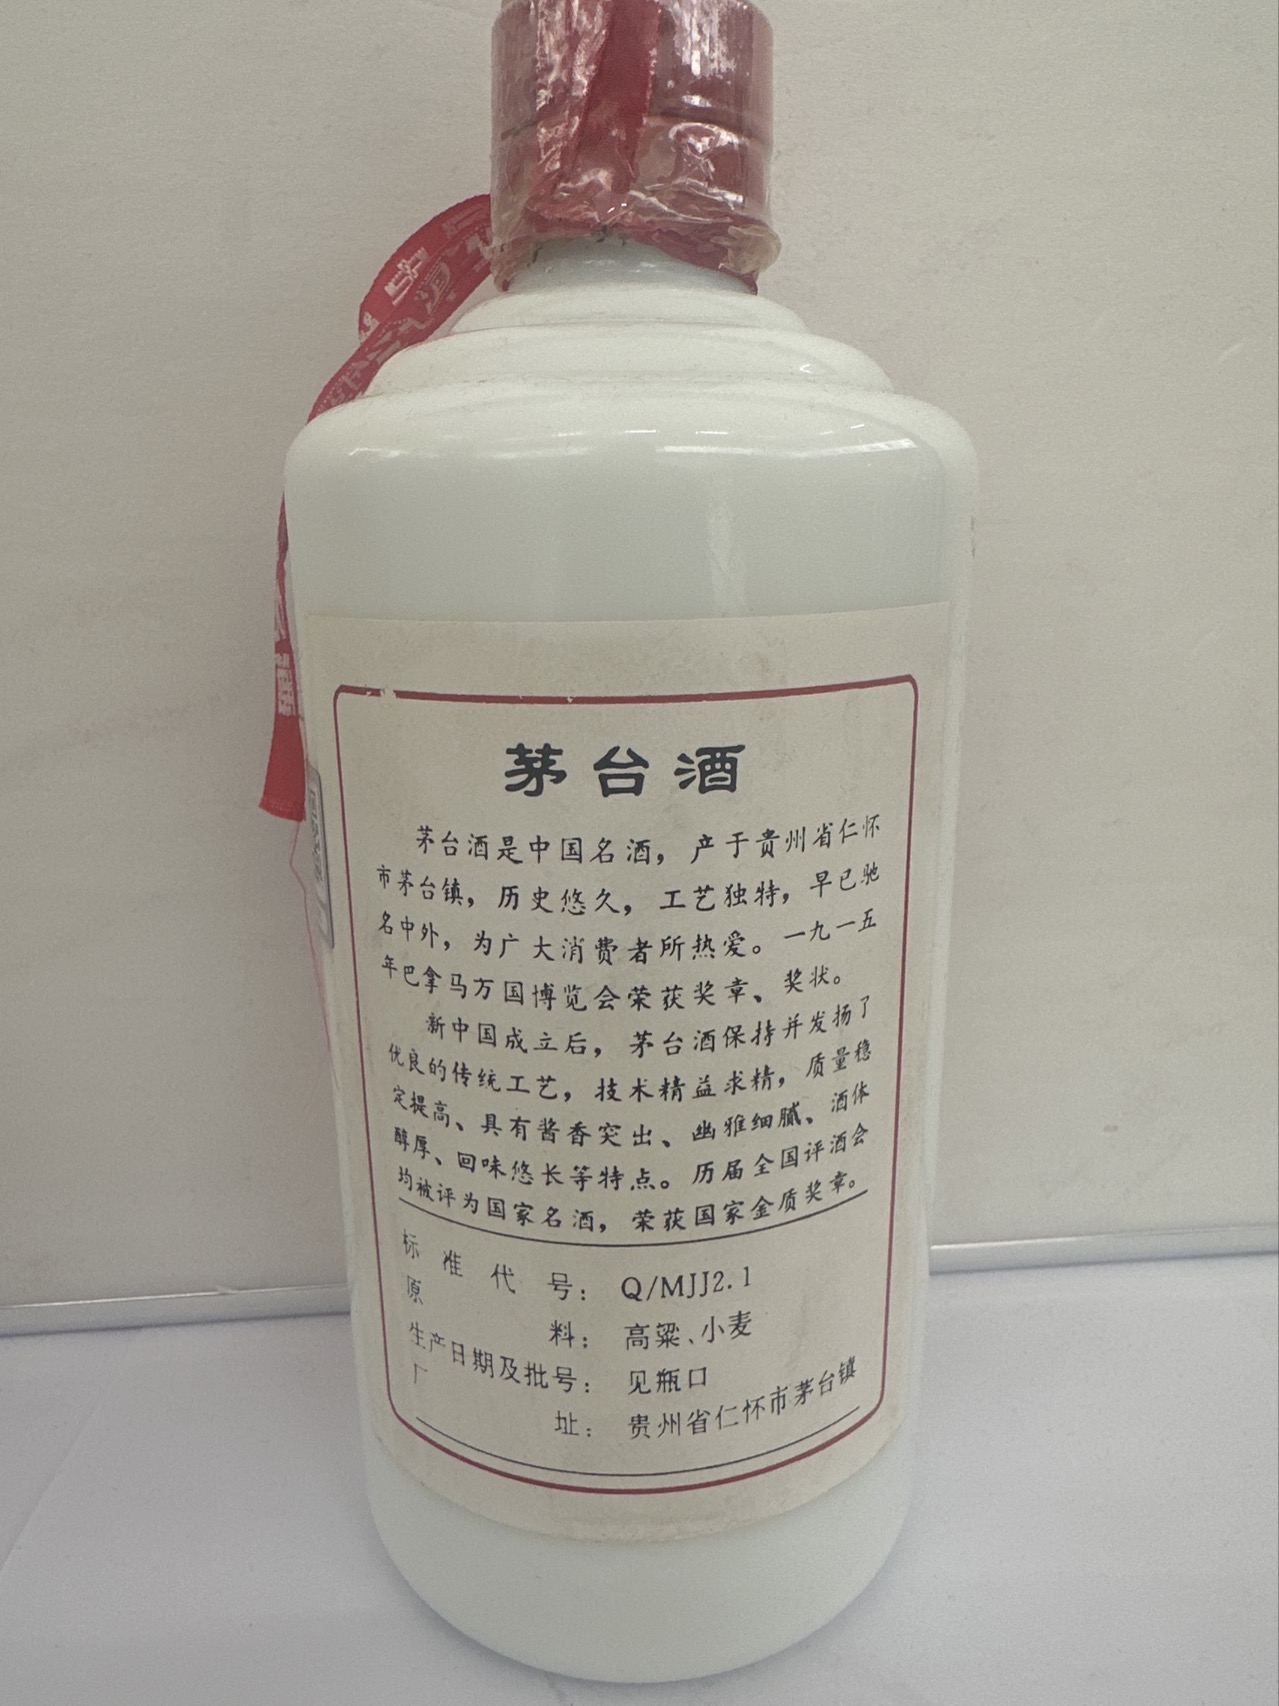 茅台酒
茅台酒是中国名酒，产于贵州省仁怀
市茅台镇，历史悠久，工艺独特，早已驰
名中外，为广大消费者所热爱。一九一五
年巴拿马万国博览会荣获奖章、奖状。
新中国成立后，茅台酒保持并发扬了
优良的传统工艺，技术精益求精，质量稳
定提高、具有酱香突出、幽雅细腻、酒体
醇厚、回味悠长等特点。历届全国评酒会
均被评为国家名酒，荣获国家金质奖章。
标准代号：Q/MJJ2.1
原料：高粱、小麦
生产日期及批号：见瓶口
厂址：贵州省仁怀市茅台镇